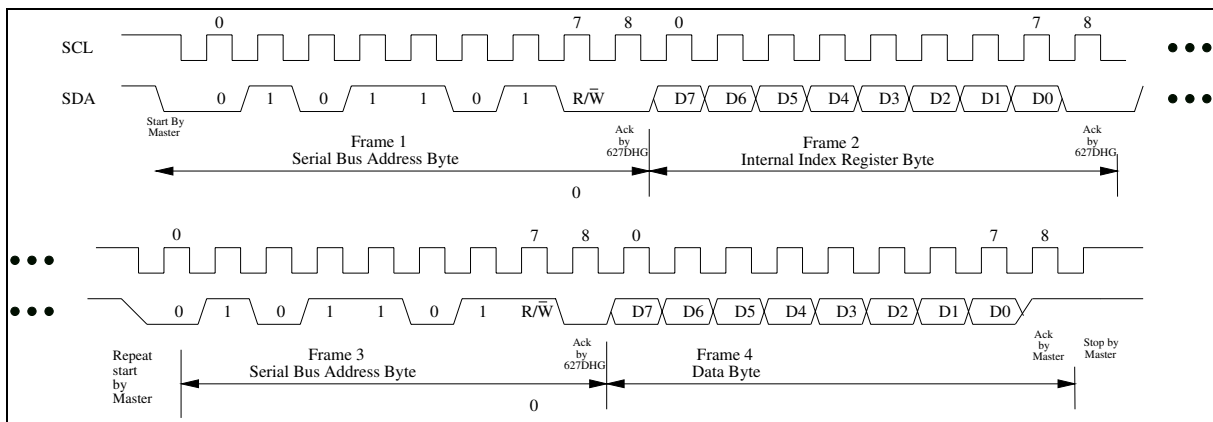 0 7 8 0 7 8
SCL
SDA 0 1 0 1 1 0 1 R/W̅ D7 D6 D5 D4 D3 D2 D1 D0
Start By
Master
Frame 1
Serial Bus Address Byte
Ack
by
627DHG
Frame 2
Internal Index Register Byte
Ack
by
627DHG
0
0 7 8 0 7 8
0 1 0 1 1 0 1 R/W̅ D7 D6 D5 D4 D3 D2 D1 D0
Repeat
start
by
Master
Frame 3
Serial Bus Address Byte
Ack
by
627DHG
Frame 4
Data Byte
Ack
by
Master
Stop by
Master
0